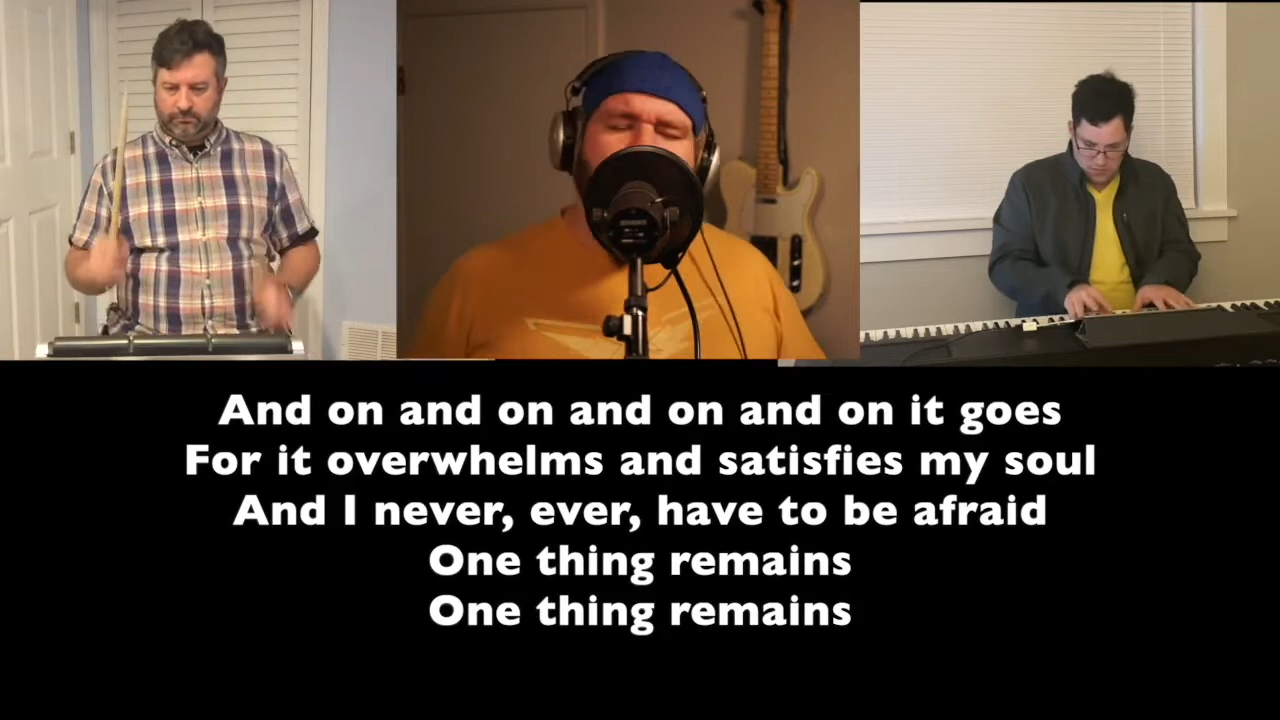 And on and on and on and on it goes
For it overwhelms and satisfies my soul
And I never, ever, have to be afraid
One thing remains
One thing remains